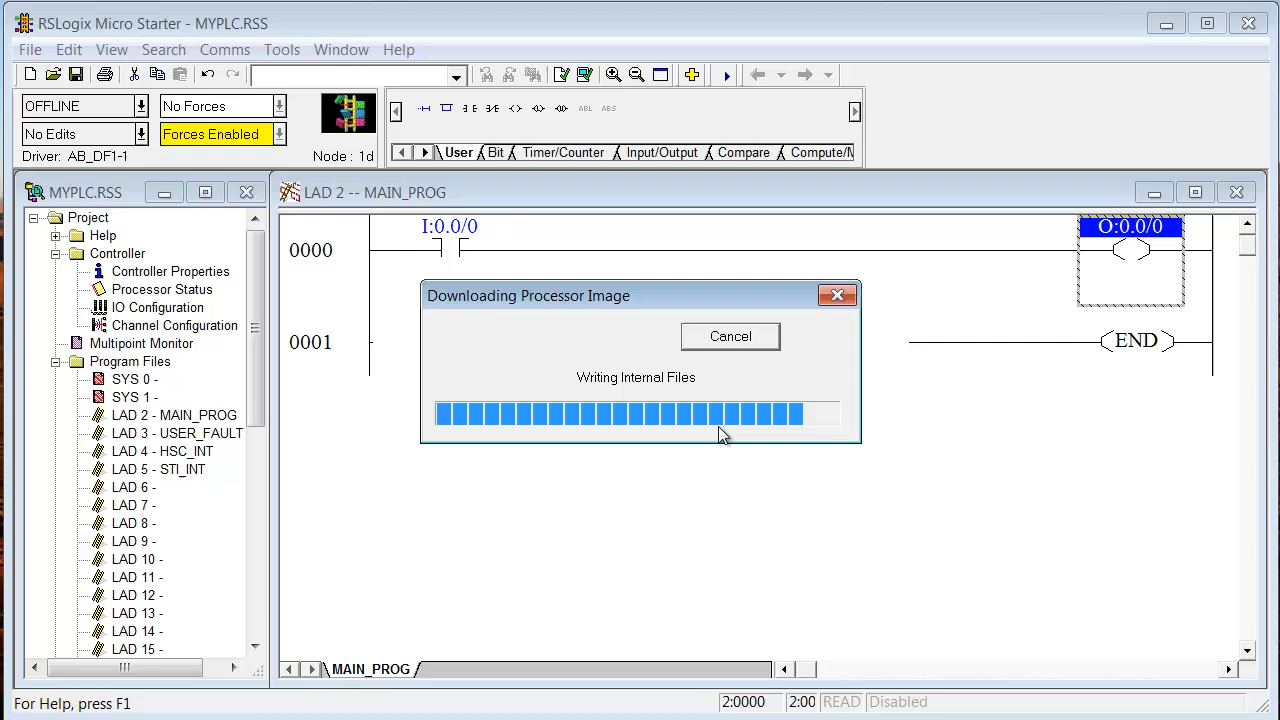 RSLogix Micro Starter - MYPLC.RSS
File Edit View Search Comms Tools Window Help
OFFLINE No Forces
No Edits Forces Enabled
Driver: AB_DF1-1 Node : 1d
ABL ABS
User Bit Timer/Counter Input/Output Compare Compute/M
MYPLC.RSS
Project
Help
Controller
Controller Properties
Processor Status
IO Configuration
Channel Configuration
Multipoint Monitor
Program Files
SYS 0 -
SYS 1 -
LAD 2 - MAIN_PROG
LAD 3 - USER_FAULT
LAD 4 - HSC_INT
LAD 5 - STI_INT
LAD 6 -
LAD 7 -
LAD 8 -
LAD 9 -
LAD 10 -
LAD 11 -
LAD 12 -
LAD 13 -
LAD 14 -
LAD 15 -
LAD 2 -- MAIN_PROG
I:0.0/0 O:0.0/0
0000
0001 END
Downloading Processor Image
Cancel
Writing Internal Files
MAIN_PROG
For Help, press F1 2:0000 2:00 READ Disabled